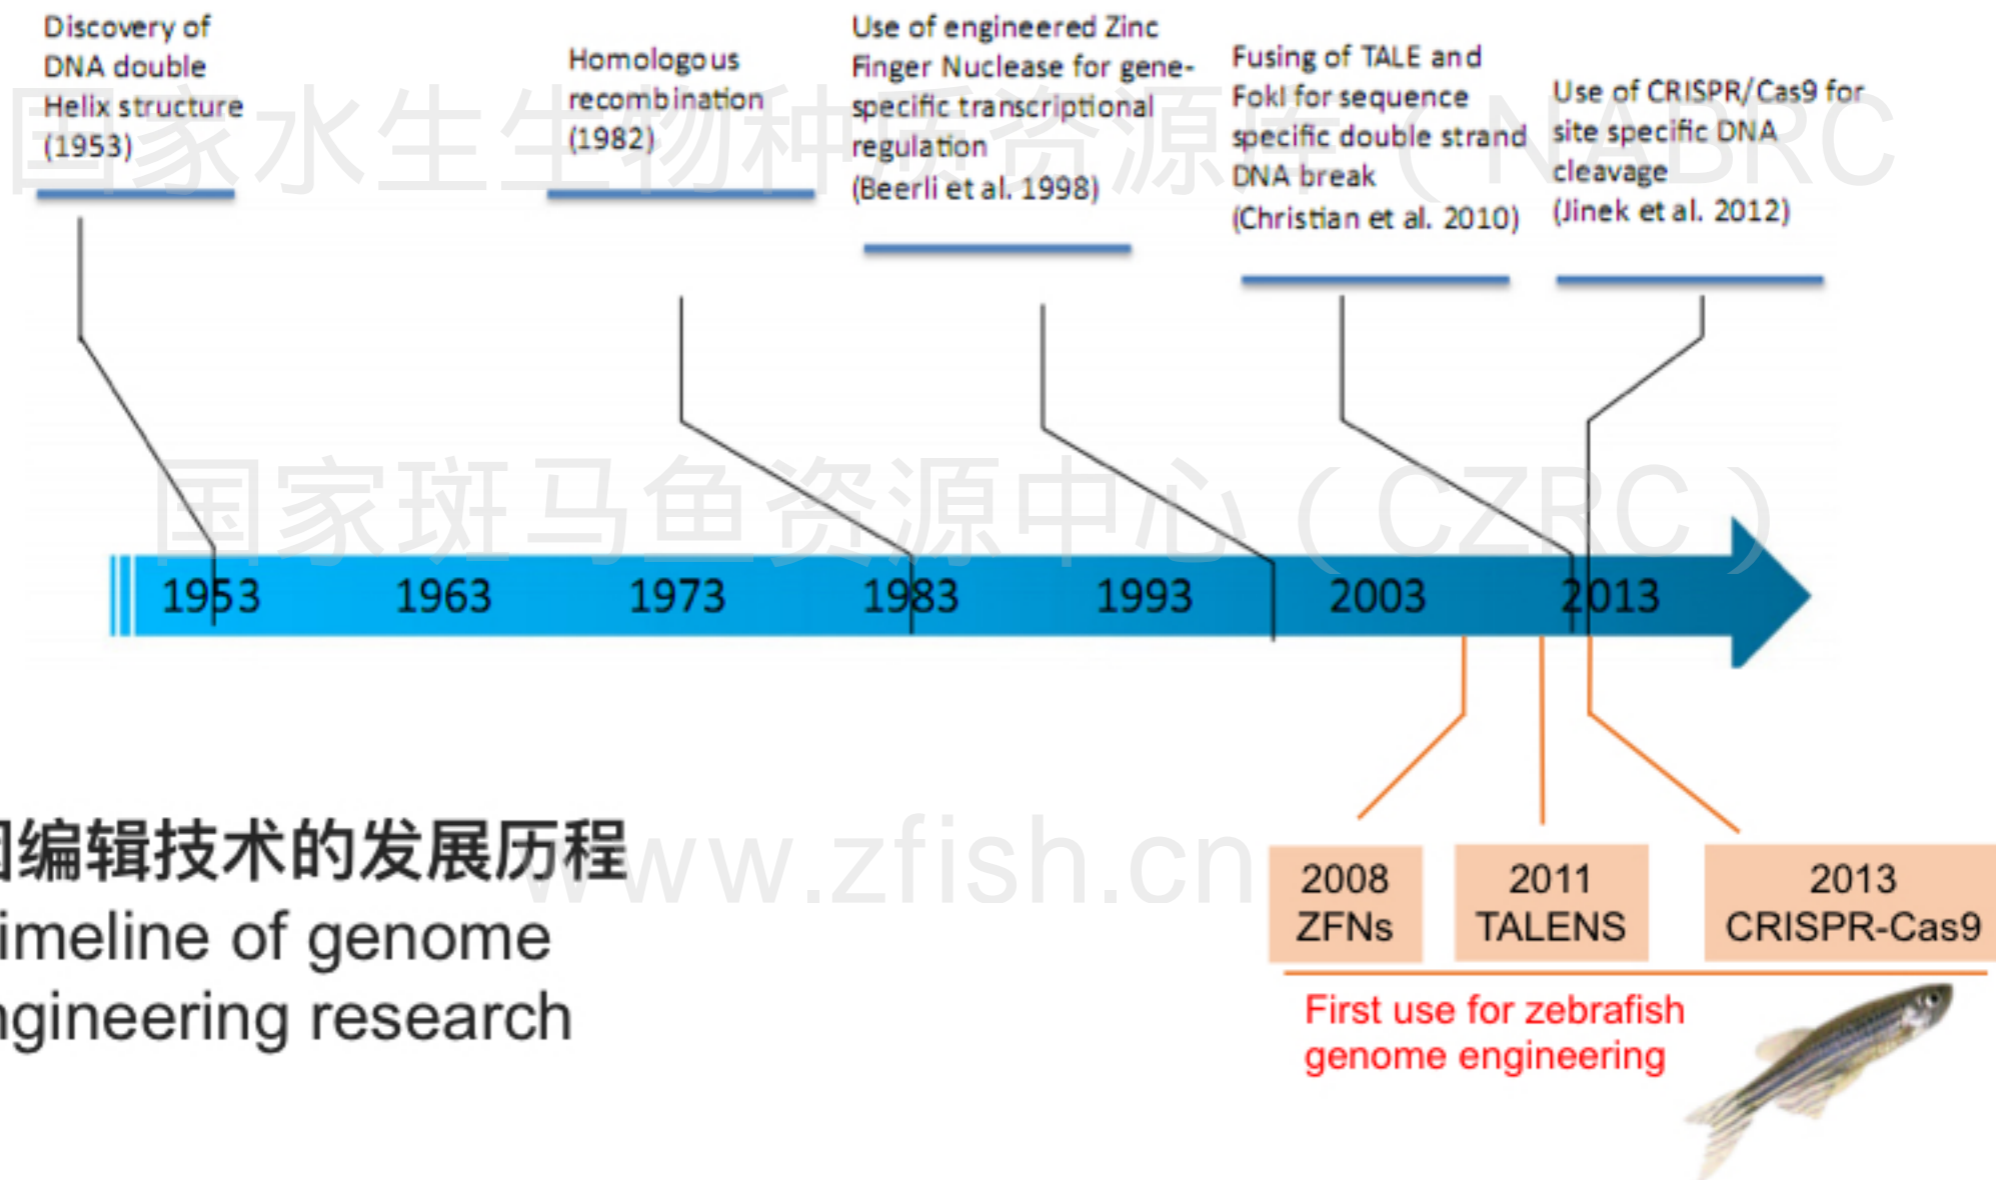 Discovery of
DNA double
Helix structure
(1953)
Homologous
recombination
(1982)
Use of engineered Zinc
Finger Nuclease for gene-
specific transcriptional
regulation
(Beerli et al. 1998)
Fusing of TALE and
FokI for sequence
specific double strand
DNA break
(Christian et al. 2010)
Use of CRISPR/Cas9 for
site specific DNA
cleavage
(Jinek et al. 2012)
国家水生生物种质资源库（NABRC
国家斑马鱼资源中心（CZRC）
1953 1963 1973 1983 1993 2003 2013
编辑技术的发展历程
imeline of genome
ngineering research
www.zfish.cn
2008
ZFNs
2011
TALENS
2013
CRISPR-Cas9
First use for zebrafish
genome engineering